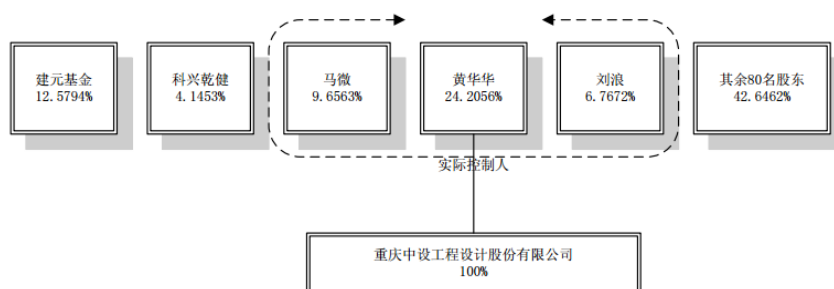 建元基金
12.5794%
科兴乾健
4.1453%
马微
9.6563%
黄华华
24.2056%
刘浪
6.7672%
其余80名股东
42.6462%
实际控制人
重庆中设工程设计股份有限公司
100%